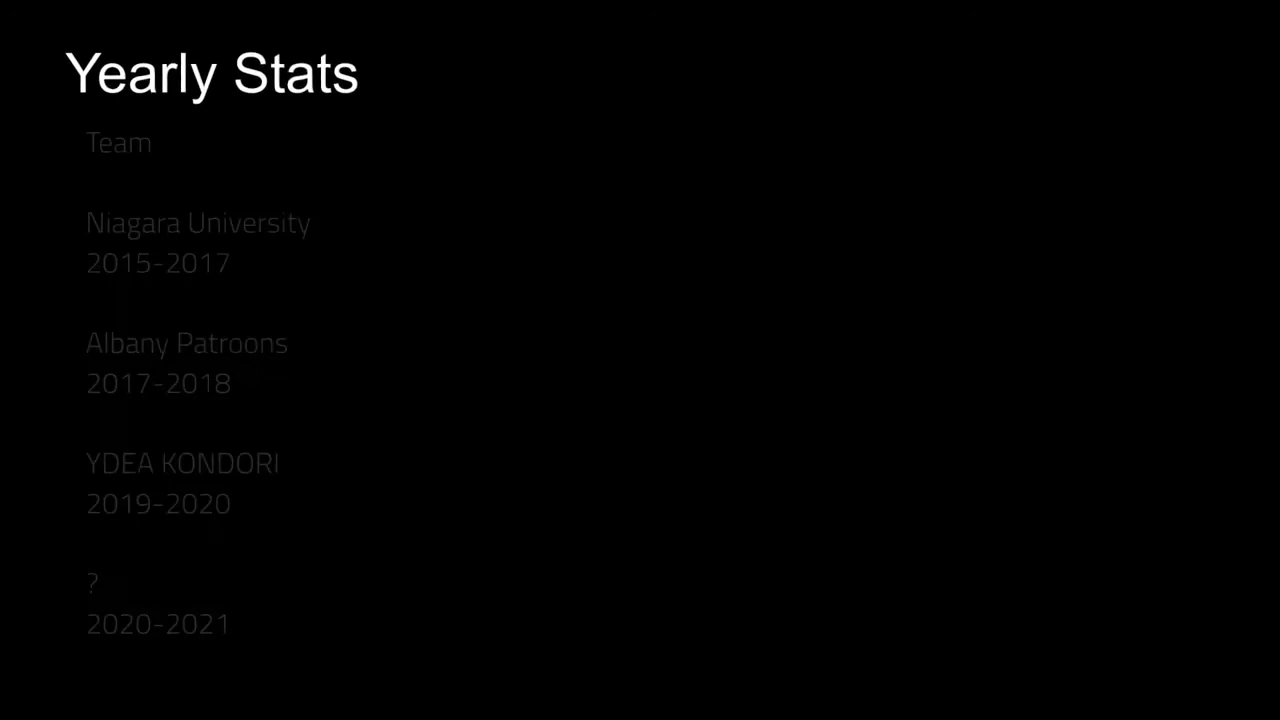 Yearly Stats
Team
Niagara University
2015-2017
Albany Patroons
2017-2018
YDEA KONDORI
2019-2020
?
2020-2021